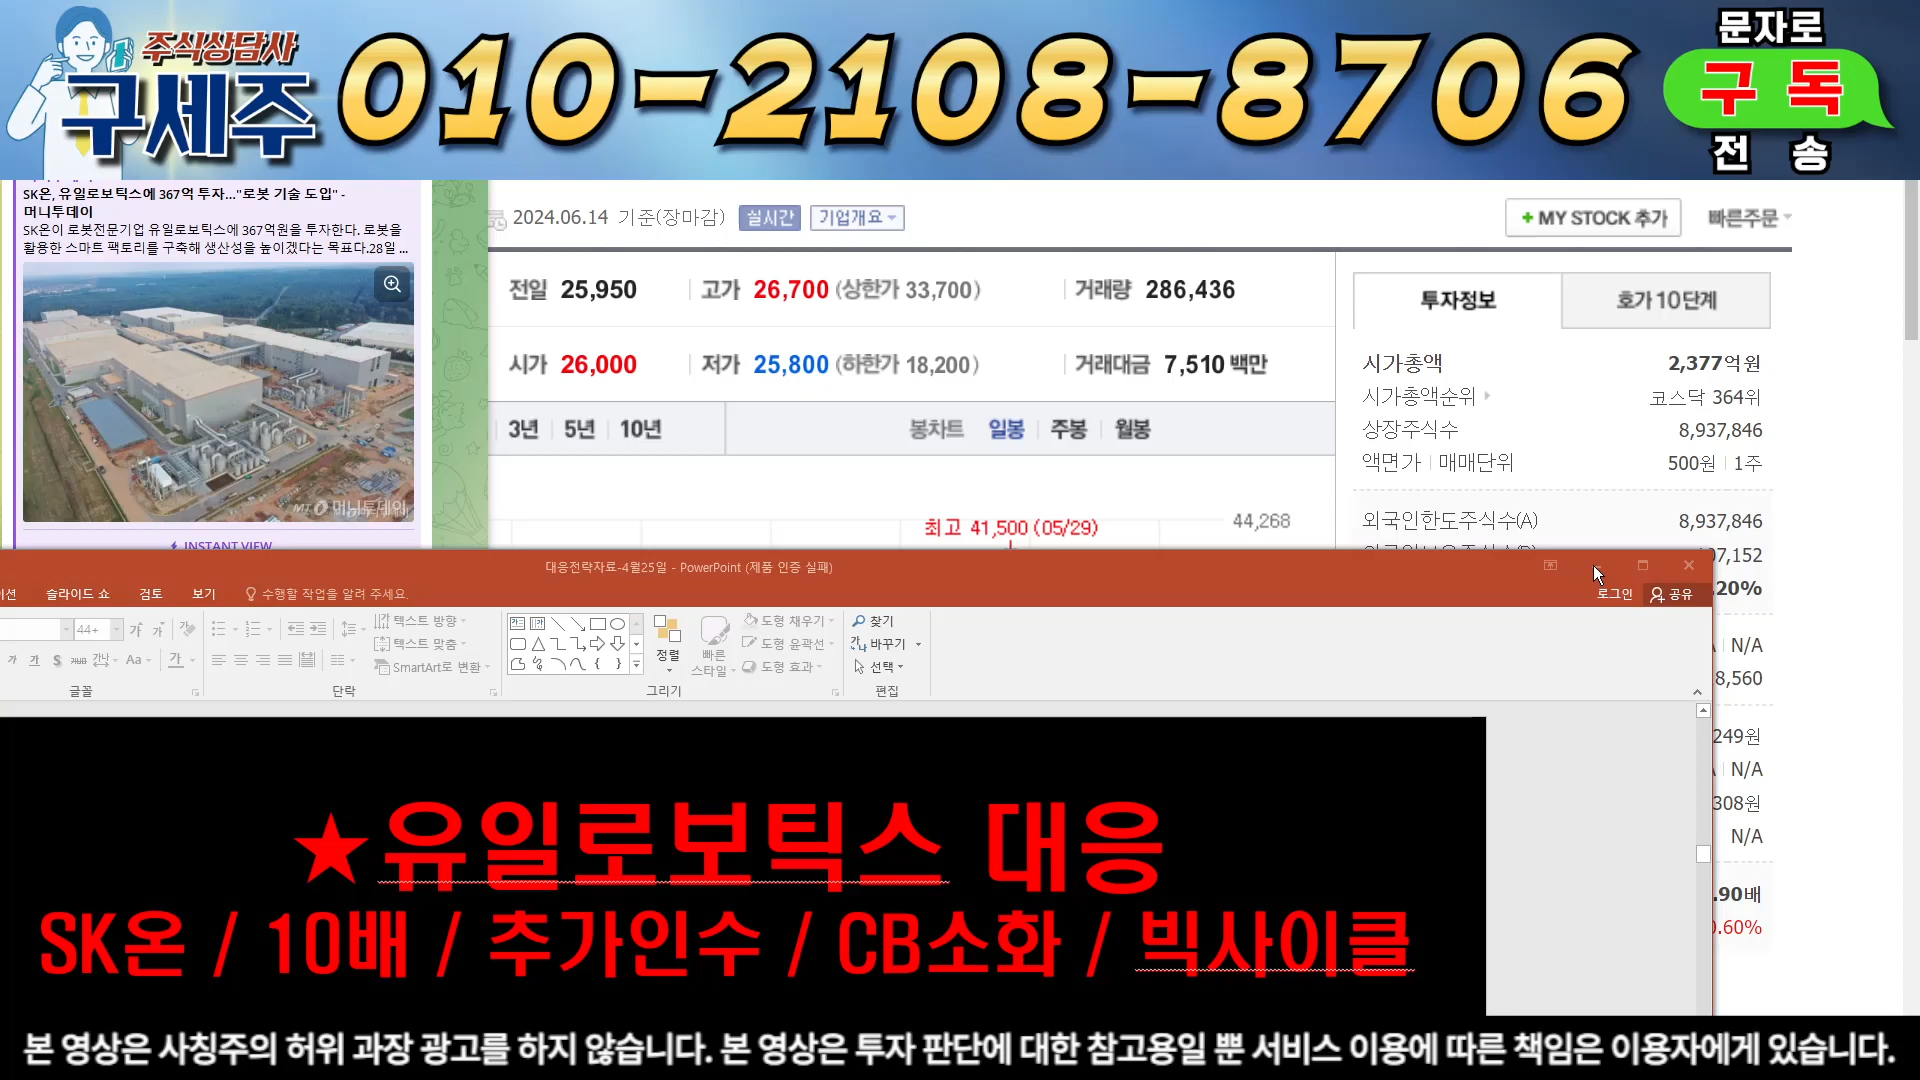 주식상담사
구세주
010-2108-8706
문자로
구독
전송
SK온, 유일로보틱스에 367억 투자..."로봇 기술 도입" -
머니투데이
SK온이 로봇전문기업 유일로보틱스에 367억원을 투자한다. 로봇을
활용한 스마트 팩토리를 구축해 생산성을 높이겠다는 목표다.28일 ...
MT 머니투데이
INSTANT VIEW
2024.06.14 기준(장마감) 실시간 기업개요
+ MY STOCK 추가 빠른주문
전일 25,950 고가 26,700 (상한가 33,700) 거래량 286,436
시가 26,000 저가 25,800 (하한가 18,200) 거래대금 7,510 백만
3년 5년 10년 봉차트 일봉 주봉 월봉
최고 41,500 (05/29)
44,268
투자정보 호가 10단계
시가총액 2,377억원
시가총액순위 코스닥 364위
상장주식수 8,937,846
액면가 매매단위 500원 1주
외국인한도주식수(A) 8,937,846
07,152
.20%
N/A
8,560
249원
N/A
308원
N/A
.90배
0.60%
대응전략자료-4월25일 - PowerPoint (제품 인증 실패)
이션 슬라이드 쇼 검토 보기 수행할 작업을 알려 주세요.
로그인 공유
44+ 가 가
가 가 S 간 Aa 가
글꼴
텍스트 방향
텍스트 맞춤
SmartArt로 변환
단락
정렬
빠른
스타일
도형 채우기
도형 윤곽선
도형 효과
그리기
찾기
바꾸기
선택
편집
★유일로보틱스 대응
SK온 / 10배 / 추가인수 / CB소화 / 빅사이클
본 영상은 사칭주의 허위 과장 광고를 하지 않습니다. 본 영상은 투자 판단에 대한 참고용일 뿐 서비스 이용에 따른 책임은 이용자에게 있습니다.